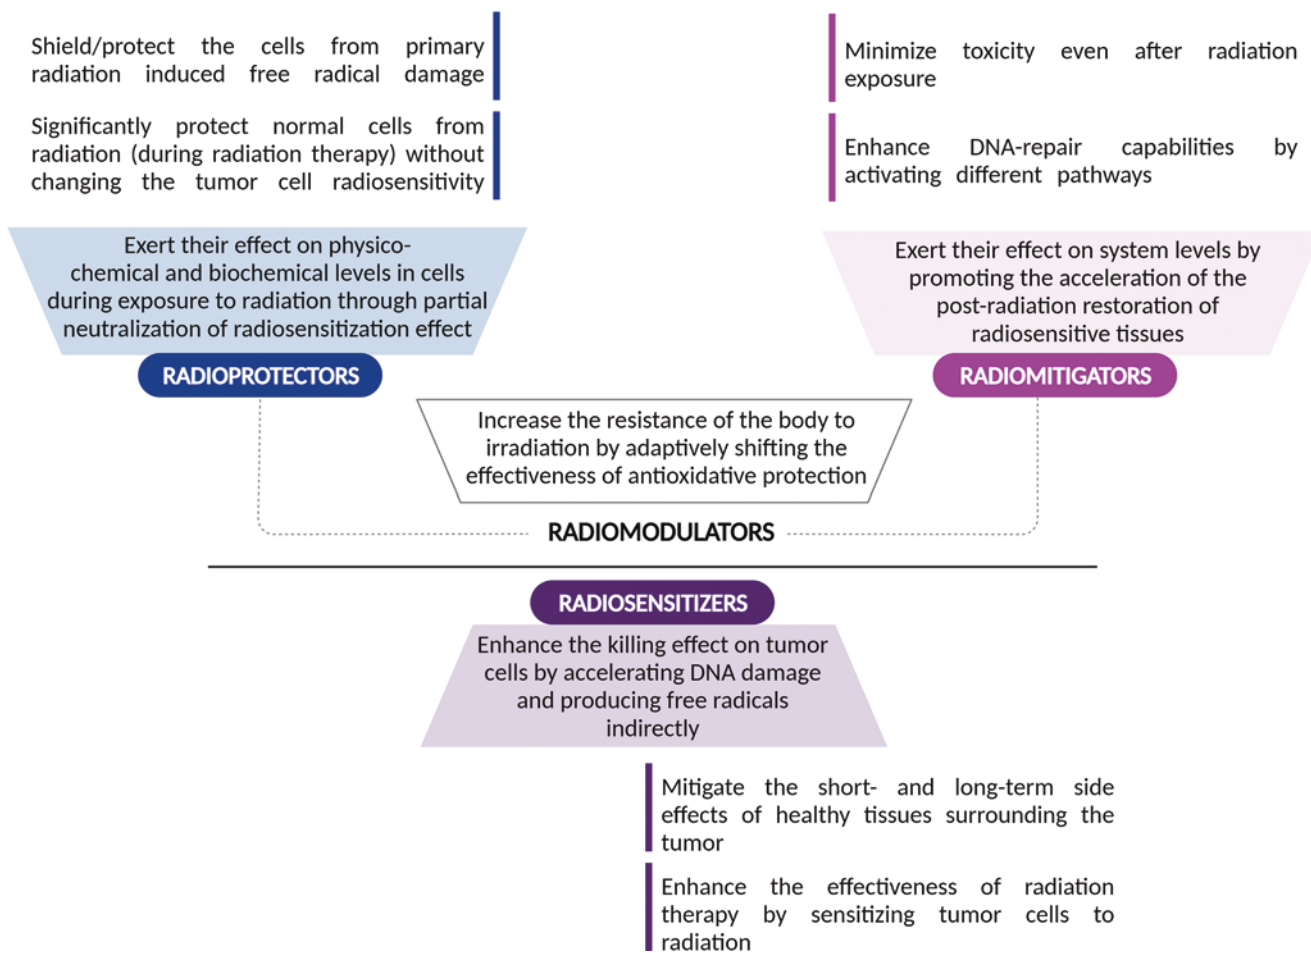 Shield/protect the cells from primary
radiation induced free radical damage
Significantly protect normal cells from
radiation (during radiation therapy) without
changing the tumor cell radiosensitivity
Exert their effect on physico-
chemical and biochemical levels in cells
during exposure to radiation through partial
neutralization of radiosensitization effect
RADIOPROTECTORS
Minimize toxicity even after radiation
exposure
Enhance DNA-repair capabilities by
activating different pathways
Exert their effect on system levels by
promoting the acceleration of the
post-radiation restoration of
radiosensitive tissues
RADIOMITIGATORS
Increase the resistance of the body to
irradiation by adaptively shifting the
effectiveness of antioxidative protection
RADIOMODULATORS
RADIOSENSITIZERS
Enhance the killing effect on tumor
cells by accelerating DNA damage
and producing free radicals
indirectly
Mitigate the short- and long-term side
effects of healthy tissues surrounding the
tumor
Enhance the effectiveness of radiation
therapy by sensitizing tumor cells to
radiation